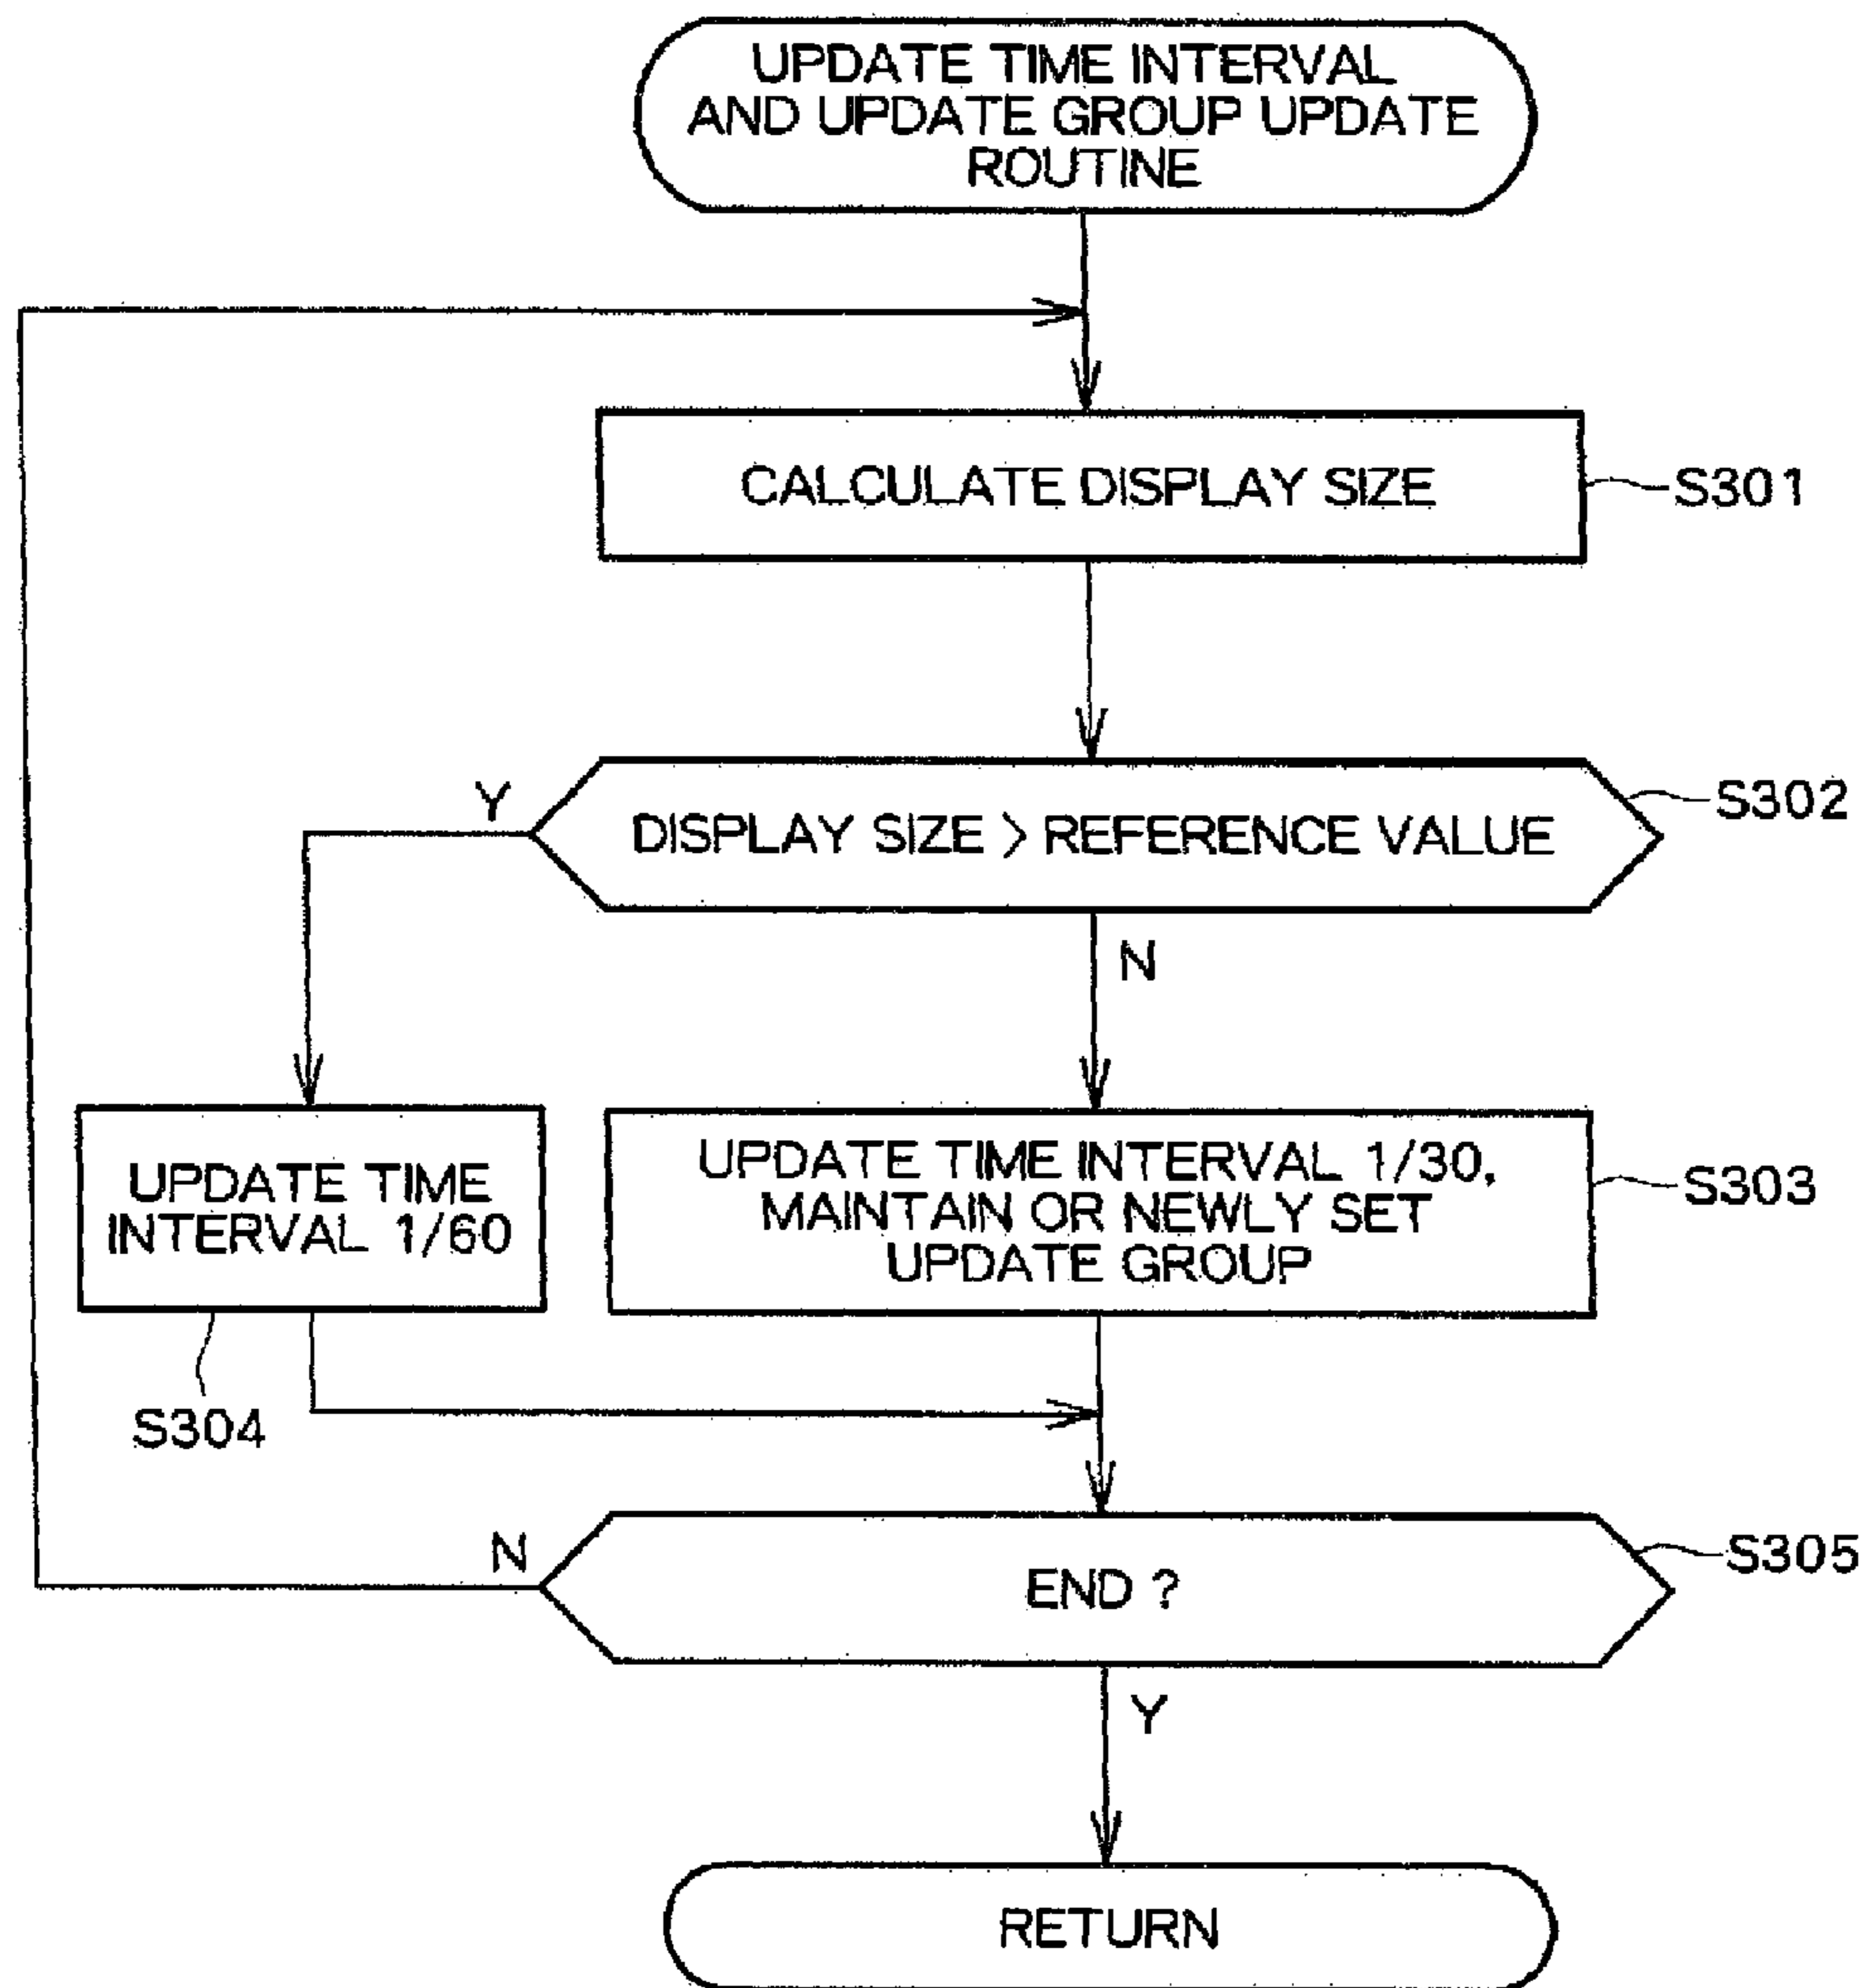 UPDATE TIME INTERVAL
AND UPDATE GROUP UPDATE
ROUTINE
CALCULATE DISPLAY SIZE
S301
DISPLAY SIZE > REFERENCE VALUE
S302
Y
N
UPDATE TIME
INTERVAL 1/60
S304
UPDATE TIME INTERVAL 1/30,
MAINTAIN OR NEWLY SET
UPDATE GROUP
S303
END ?
S305
N
Y
RETURN